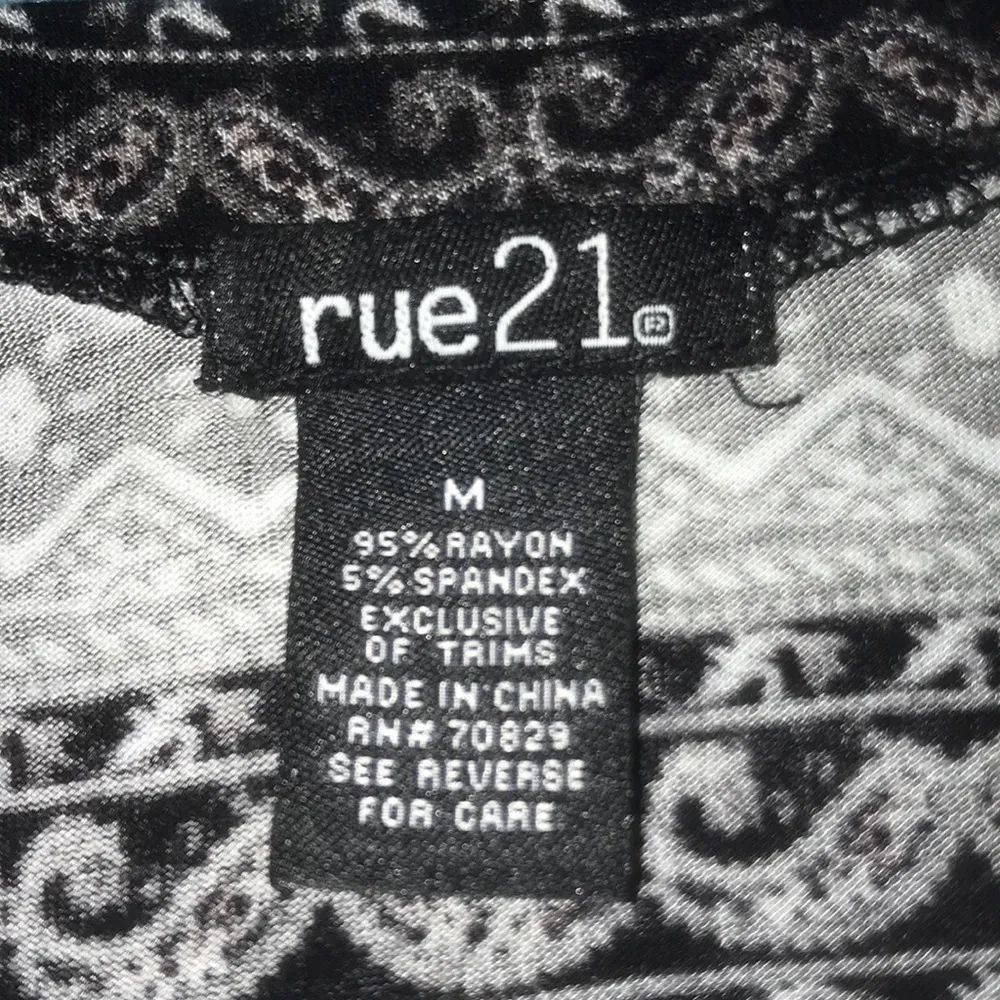 rue21®
M
95% RAYON
5% SPANDEX
EXCLUSIVE
OF TRIMS
MADE IN CHINA
RN# 70829
SEE REVERSE
FOR CARE